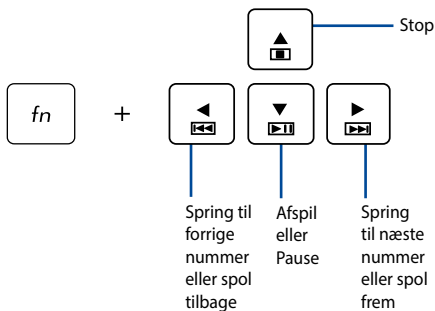 Stop
fn
+
Spring til
forrige
nummer
eller spol
tilbage
Afspil
eller
Pause
Spring
til næste
nummer
eller spol
frem